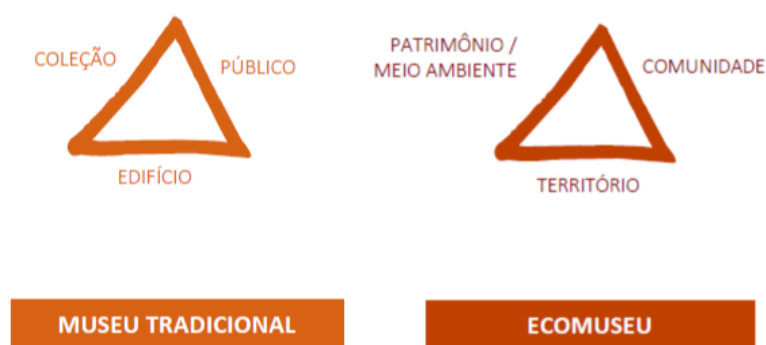 COLEÇÃO
PÚBLICO
EDIFÍCIO
MUSEU TRADICIONAL
PATRIMÔNIO /
MEIO AMBIENTE
COMUNIDADE
TERRITÓRIO
ECOMUSEU